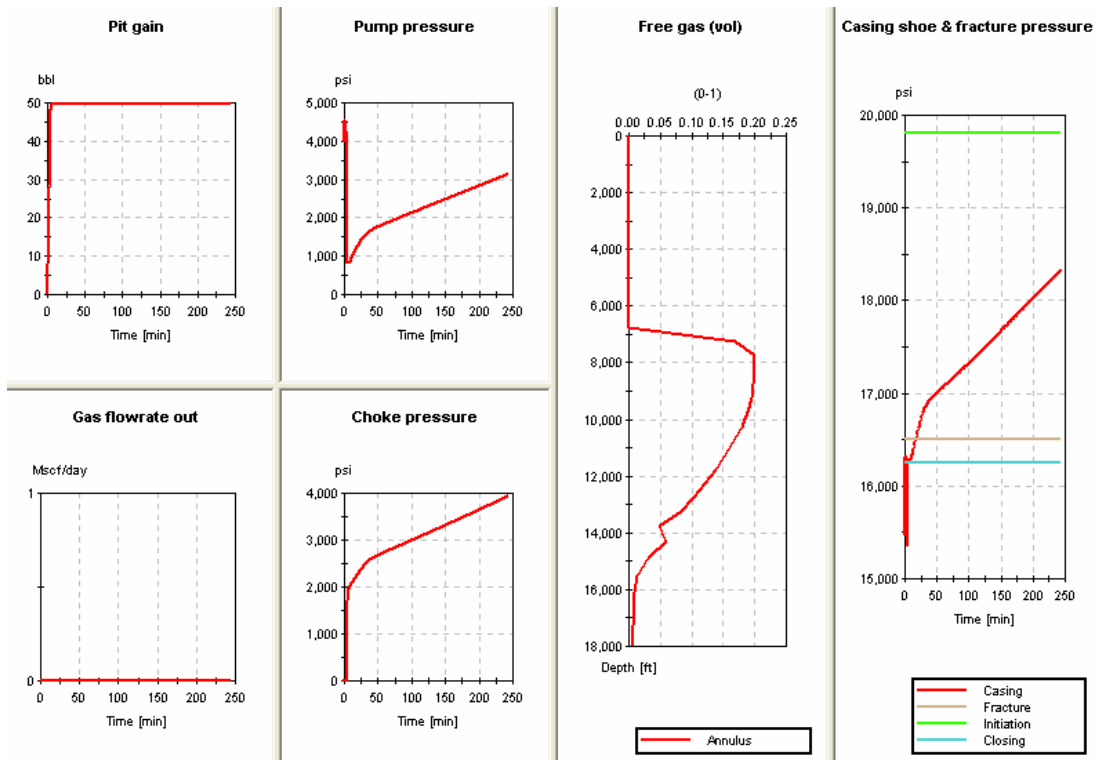 Pit gain
bbl
50
40
30
20
10
0
0 50 100 150 200 250
Time [min]
Pump pressure
psi
5,000
4,000
3,000
2,000
1,000
0
0 50 100 150 200 250
Time [min]
Gas flowrate out
Mscf/day
1
0
0 50 100 150 200 250
Time [min]
Choke pressure
psi
4,000
3,000
2,000
1,000
0
0 50 100 150 200 250
Time [min]
Free gas (vol)
(0-1)
0.00 0.05 0.10 0.15 0.20 0.25
0
2,000
4,000
6,000
8,000
10,000
12,000
14,000
16,000
18,000
Depth [ft]
Annulus
Casing shoe & fracture pressure
psi
20,000
19,000
18,000
17,000
16,000
15,000
0 50 100 150 200 250
Time [min]
Casing
Fracture
Initiation
Closing